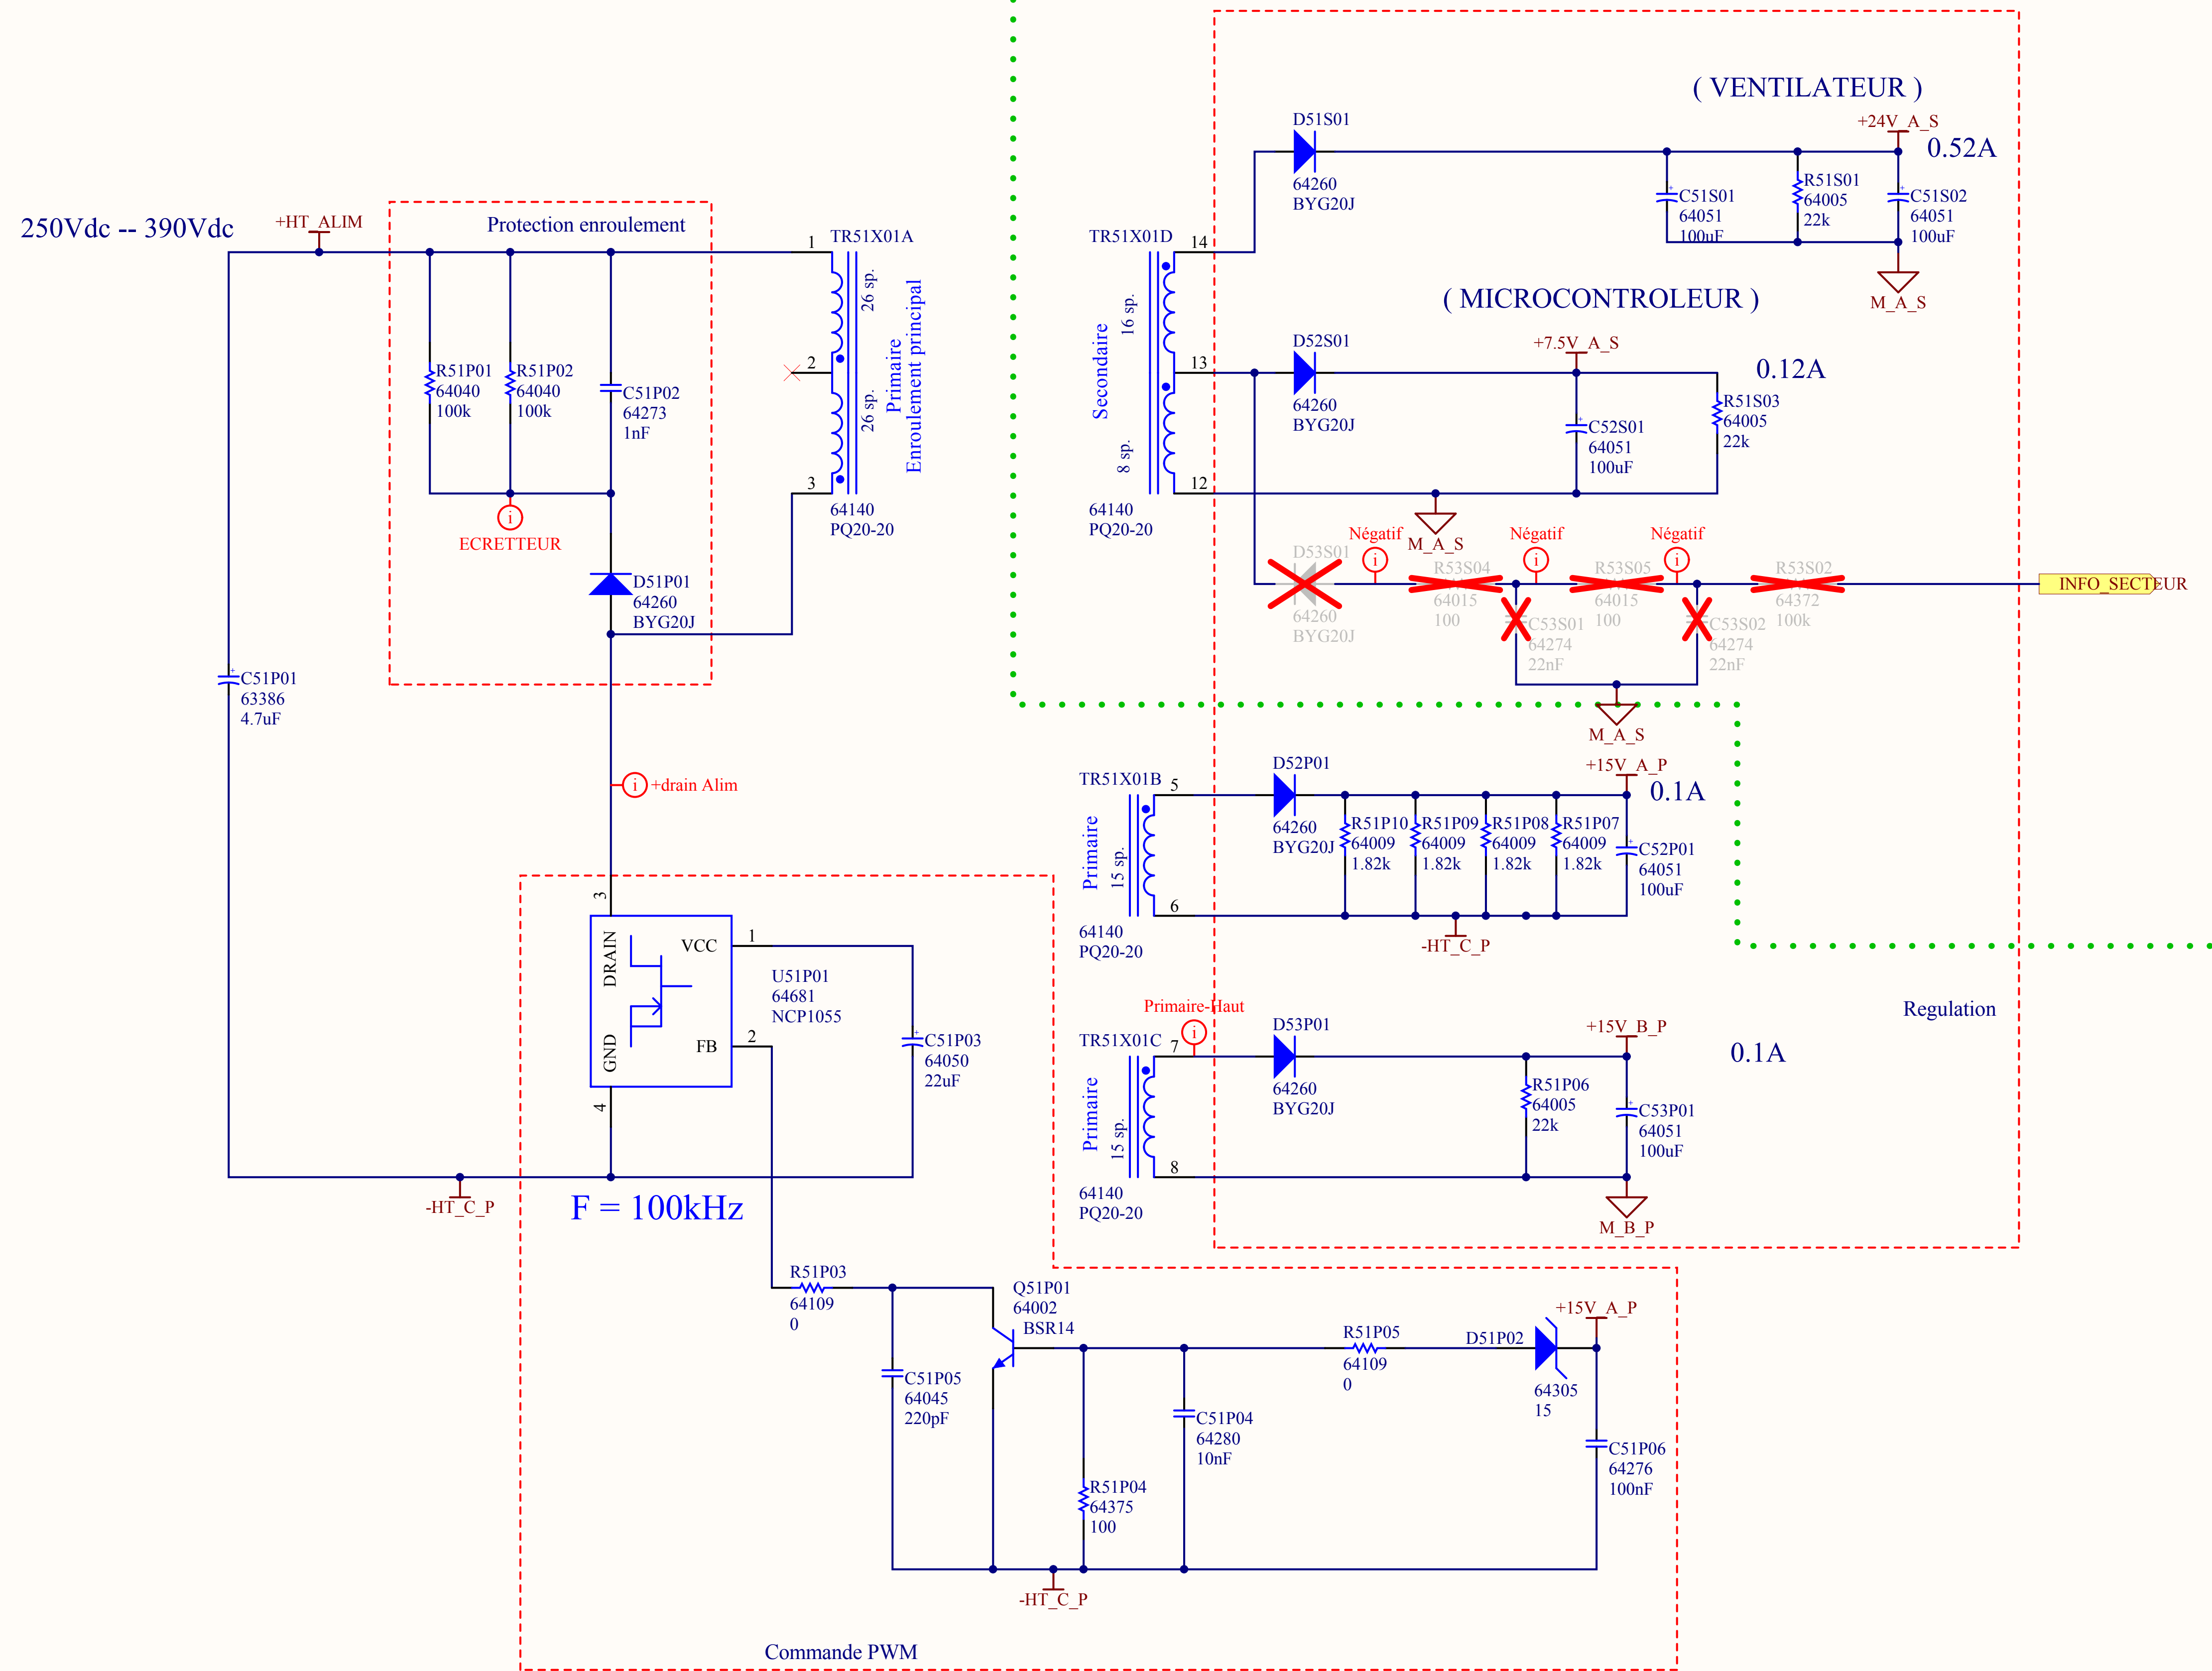 ( VENTILATEUR )
+24V_A_S
0.52A
D51S01
64260
BYG20J
C51S01
64051
100uF
R51S01
64005
22k
C51S02
64051
100uF
M_A_S
250Vdc -- 390Vdc
+HT_ALIM
Protection enroulement
R51P01
64040
100k
R51P02
64040
100k
C51P02
64273
1nF
i
ECRETTEUR
D51P01
64260
BYG20J
1
2
3
TR51X01A
26 sp.
26 sp.
Primaire
Enroulement principal
64140
PQ20-20
TR51X01D
14
13
12
16 sp.
8 sp.
Secondaire
64140
PQ20-20
( MICROCONTROLEUR )
D52S01
64260
BYG20J
+7.5V_A_S
0.12A
C52S01
64051
100uF
R51S03
64005
22k
M_A_S
D53S01
64260
BYG20J
Négatif
i
R53S04
64015
100
Négatif
i
C53S01
64274
22nF
R53S05
64015
100
Négatif
i
C53S02
64274
22nF
R53S02
64372
100k
INFO_SECTEUR
M_A_S
C51P01
63386
4.7uF
i
+drain Alim
TR51X01B
5
6
Primaire
15 sp.
64140
PQ20-20
D52P01
64260
BYG20J
R51P10
64009
1.82k
R51P09
64009
1.82k
R51P08
64009
1.82k
R51P07
64009
1.82k
+15V_A_P
0.1A
C52P01
64051
100uF
-HT_C_P
3
DRAIN
VCC
1
GND
FB
2
4
U51P01
64681
NCP1055
C51P03
64050
22uF
Primaire-Haut
i
TR51X01C
7
8
Primaire
15 sp.
64140
PQ20-20
D53P01
64260
BYG20J
R51P06
64005
22k
+15V_B_P
0.1A
C53P01
64051
100uF
M_B_P
Regulation
-HT_C_P
F = 100kHz
R51P03
64109
0
Q51P01
64002
BSR14
C51P05
64045
220pF
R51P04
64375
100
C51P04
64280
10nF
R51P05
64109
0
D51P02
64305
15
+15V_A_P
C51P06
64276
100nF
-HT_C_P
Commande PWM